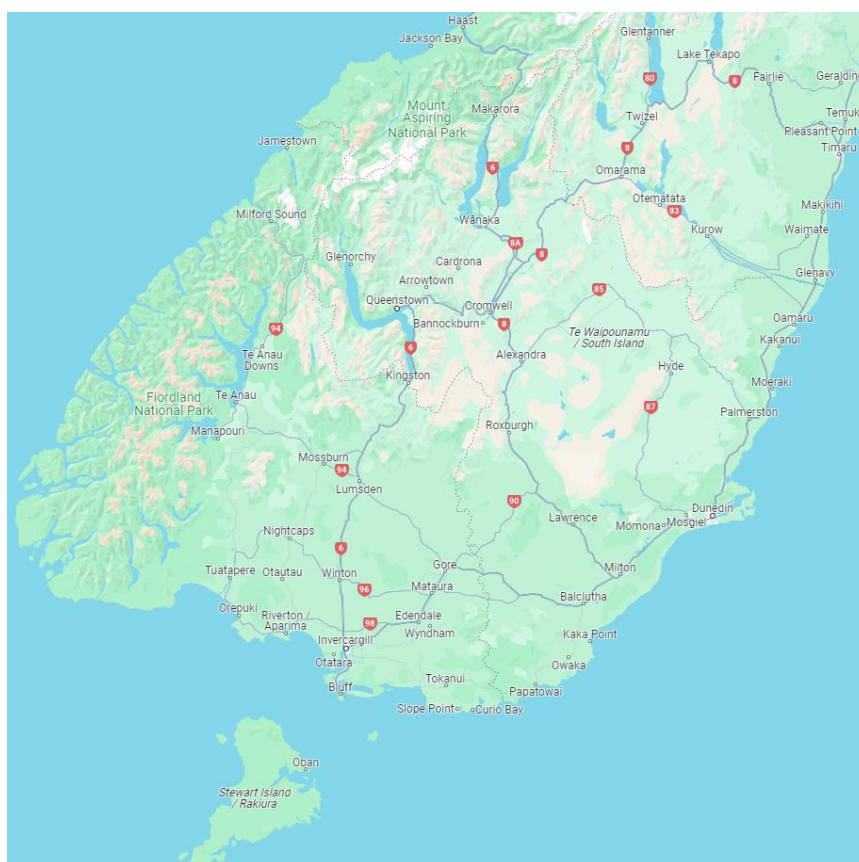 Haast
Jackson Bay
Glentanner
Lake Tekapo
80
8
Fairlie
Geraldine
Mount
Aspiring
National Park
Makarora
Twizel
Temuk
Pleasant Point
Jamestown
8
Timaru
6
Omarama
Otematata
83
Makikihi
Milford Sound
Wānaka
Kurow
Waimate
8A
8
Glenorchy
Cardrona
Glenavy
Arrowtown
85
Queenstown
Cromwell
Bannockburn
8
Oamaru
94
Te Waipounamu
/ South Island
Kakanui
6
Te Anau
Downs
Alexandra
Hyde
Kingston
Moeraki
Fiordland
National Park
Te Anau
87
Palmerston
Manapouri
Roxburgh
Mossburn
94
Lumsden
90
Dunedin
Lawrence
Momona
Mosgiel
Nightcaps
6
Gore
Milton
Tuatapere
Otautau
Winton
96
Mataura
Balclutha
Orepuki
Riverton /
Aparima
98
Edendale
Wyndham
Kaka Point
Invercargill
Otatara
Owaka
Bluff
Tokanui
Papatowai
Slope Point
Curio Bay
Oban
Stewart Island
/ Rakiura